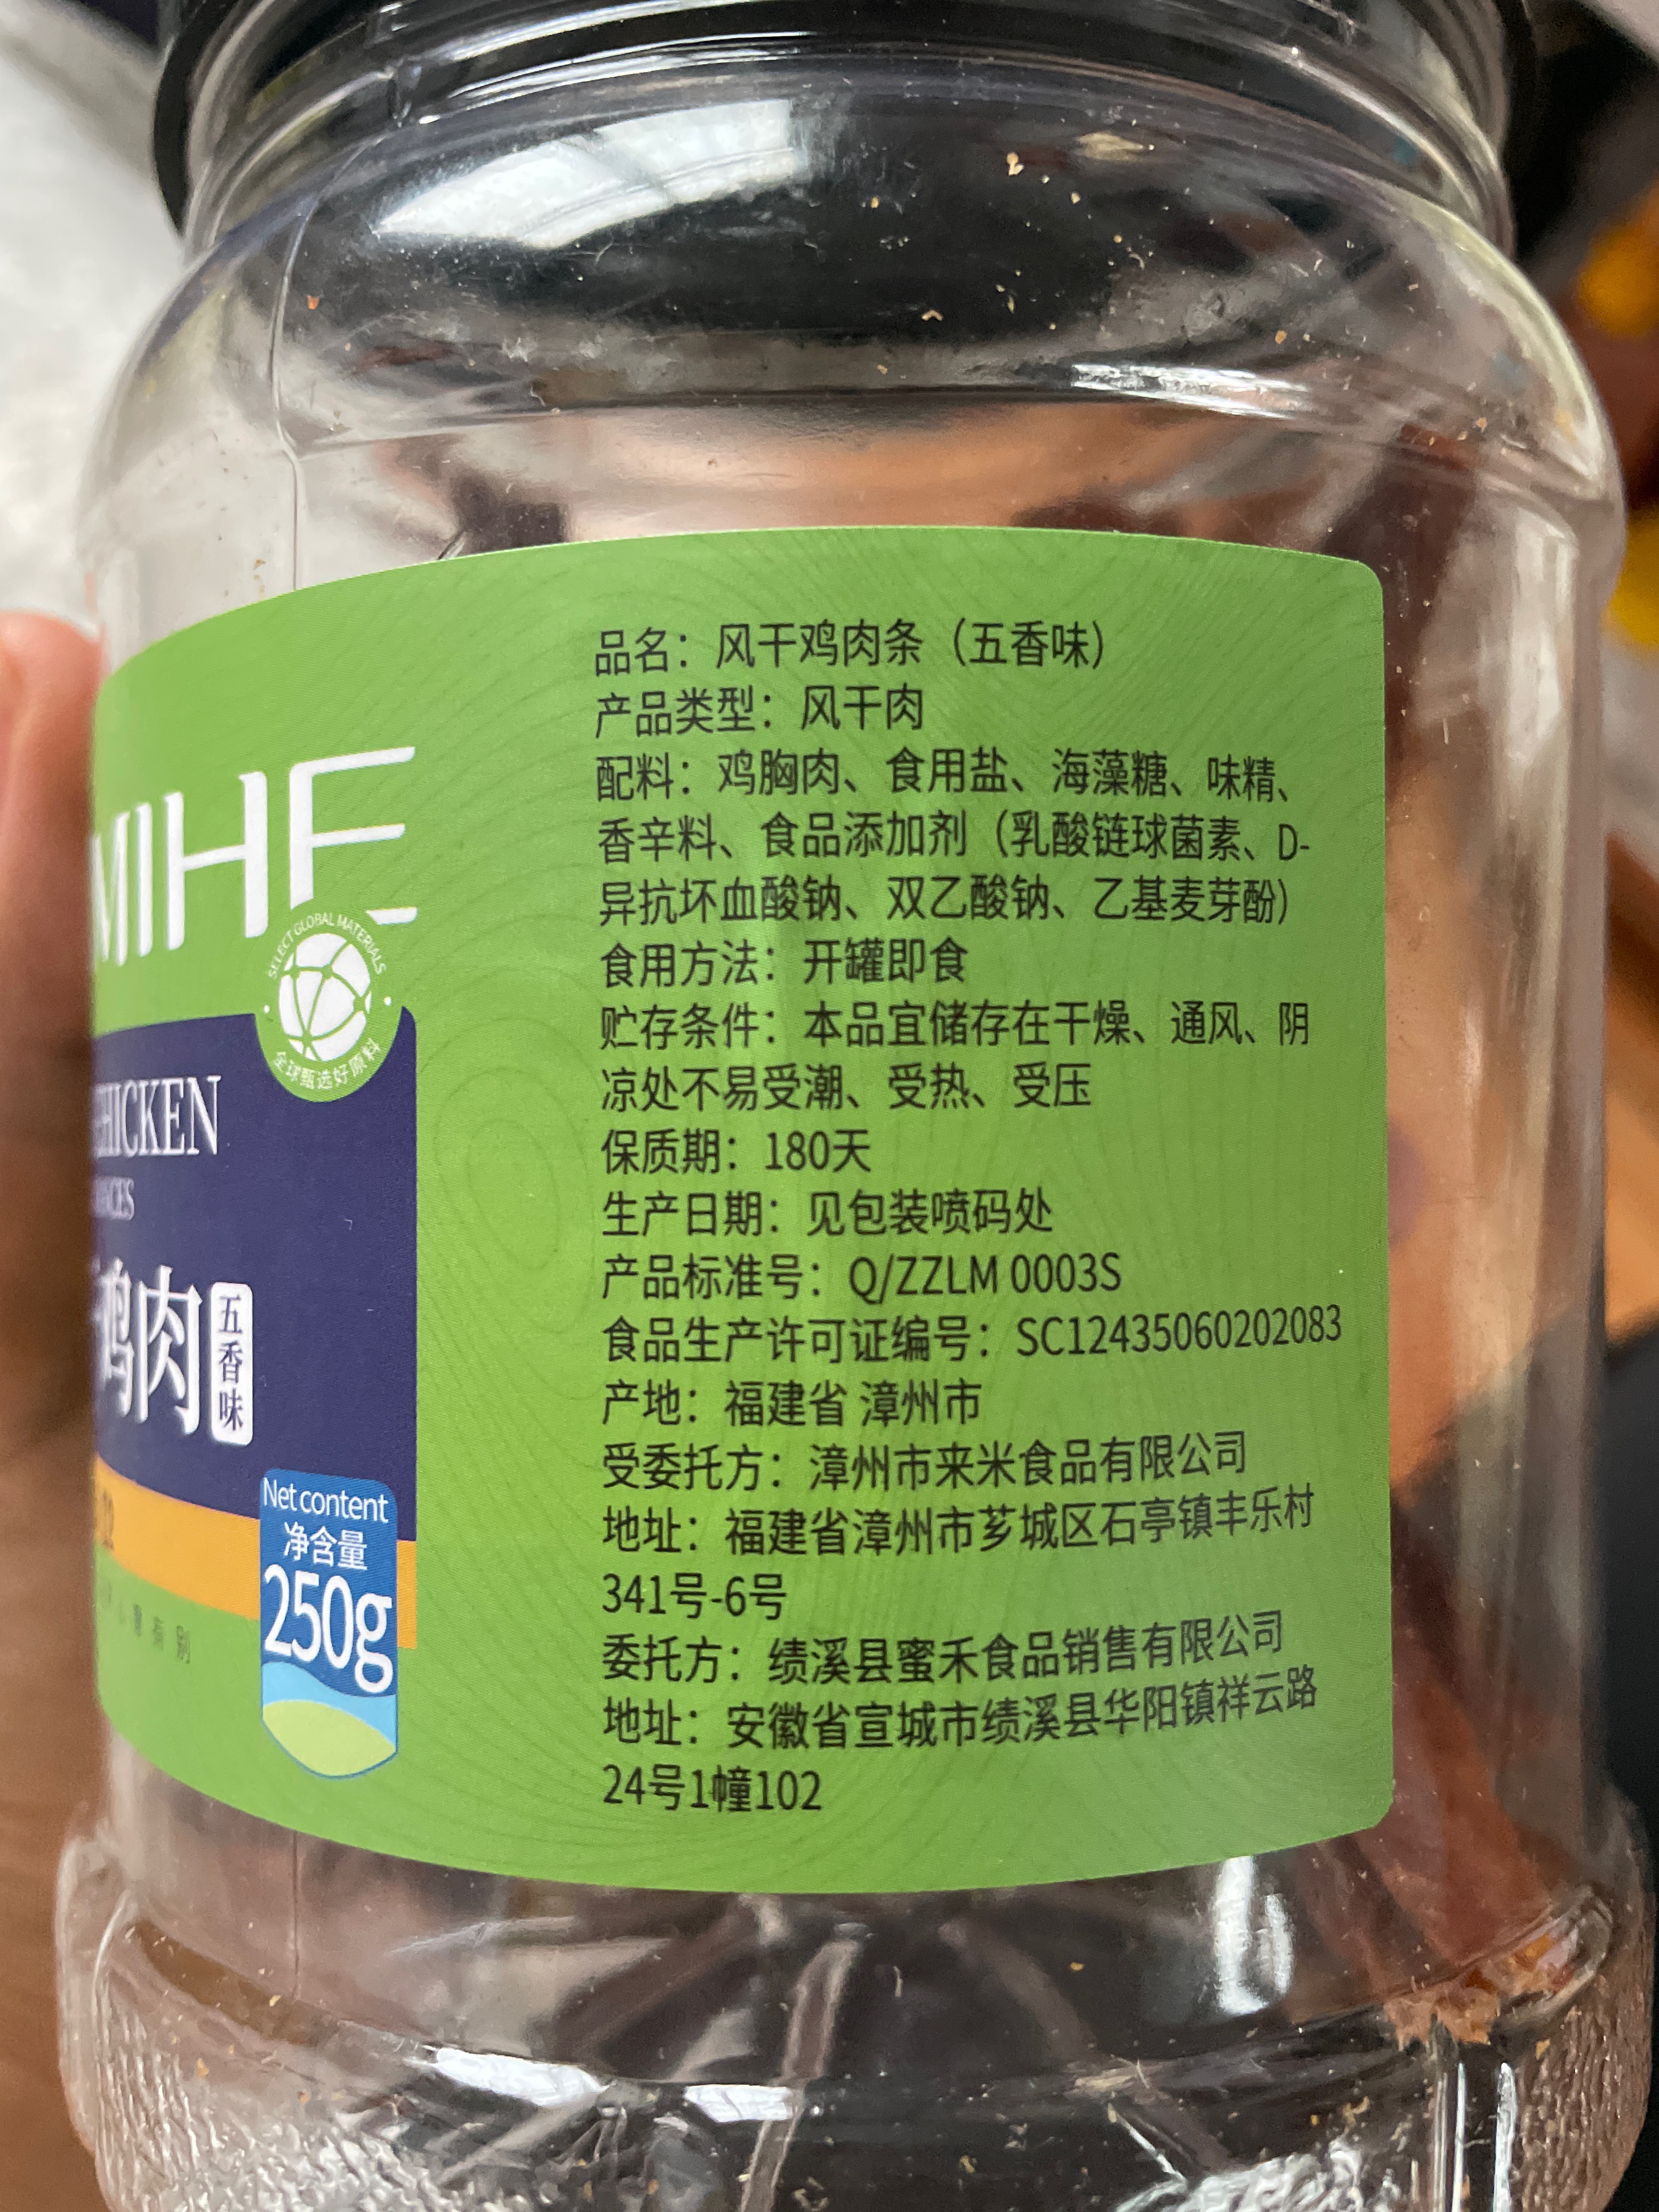 MIHE
SELECT GLOBAL MATERIALS
全球甄选好原料
CHICKEN
鸡肉
五香味
Net content
净含量
250g
品名：风干鸡肉条（五香味）
产品类型：风干肉
配料：鸡胸肉、食用盐、海藻糖、味精、
香辛料、食品添加剂（乳酸链球菌素、D-
异抗坏血酸钠、双乙酸钠、乙基麦芽酚）
食用方法：开罐即食
贮存条件：本品宜储存在干燥、通风、阴
凉处不易受潮、受热、受压
保质期：180天
生产日期：见包装喷码处
产品标准号：Q/ZZLM 0003S
食品生产许可证编号：SC12435060202083
产地：福建省 漳州市
受委托方：漳州市来米食品有限公司
地址：福建省漳州市芗城区石亭镇丰乐村
341号-6号
委托方：绩溪县蜜禾食品销售有限公司
地址：安徽省宣城市绩溪县华阳镇祥云路
24号1幢102